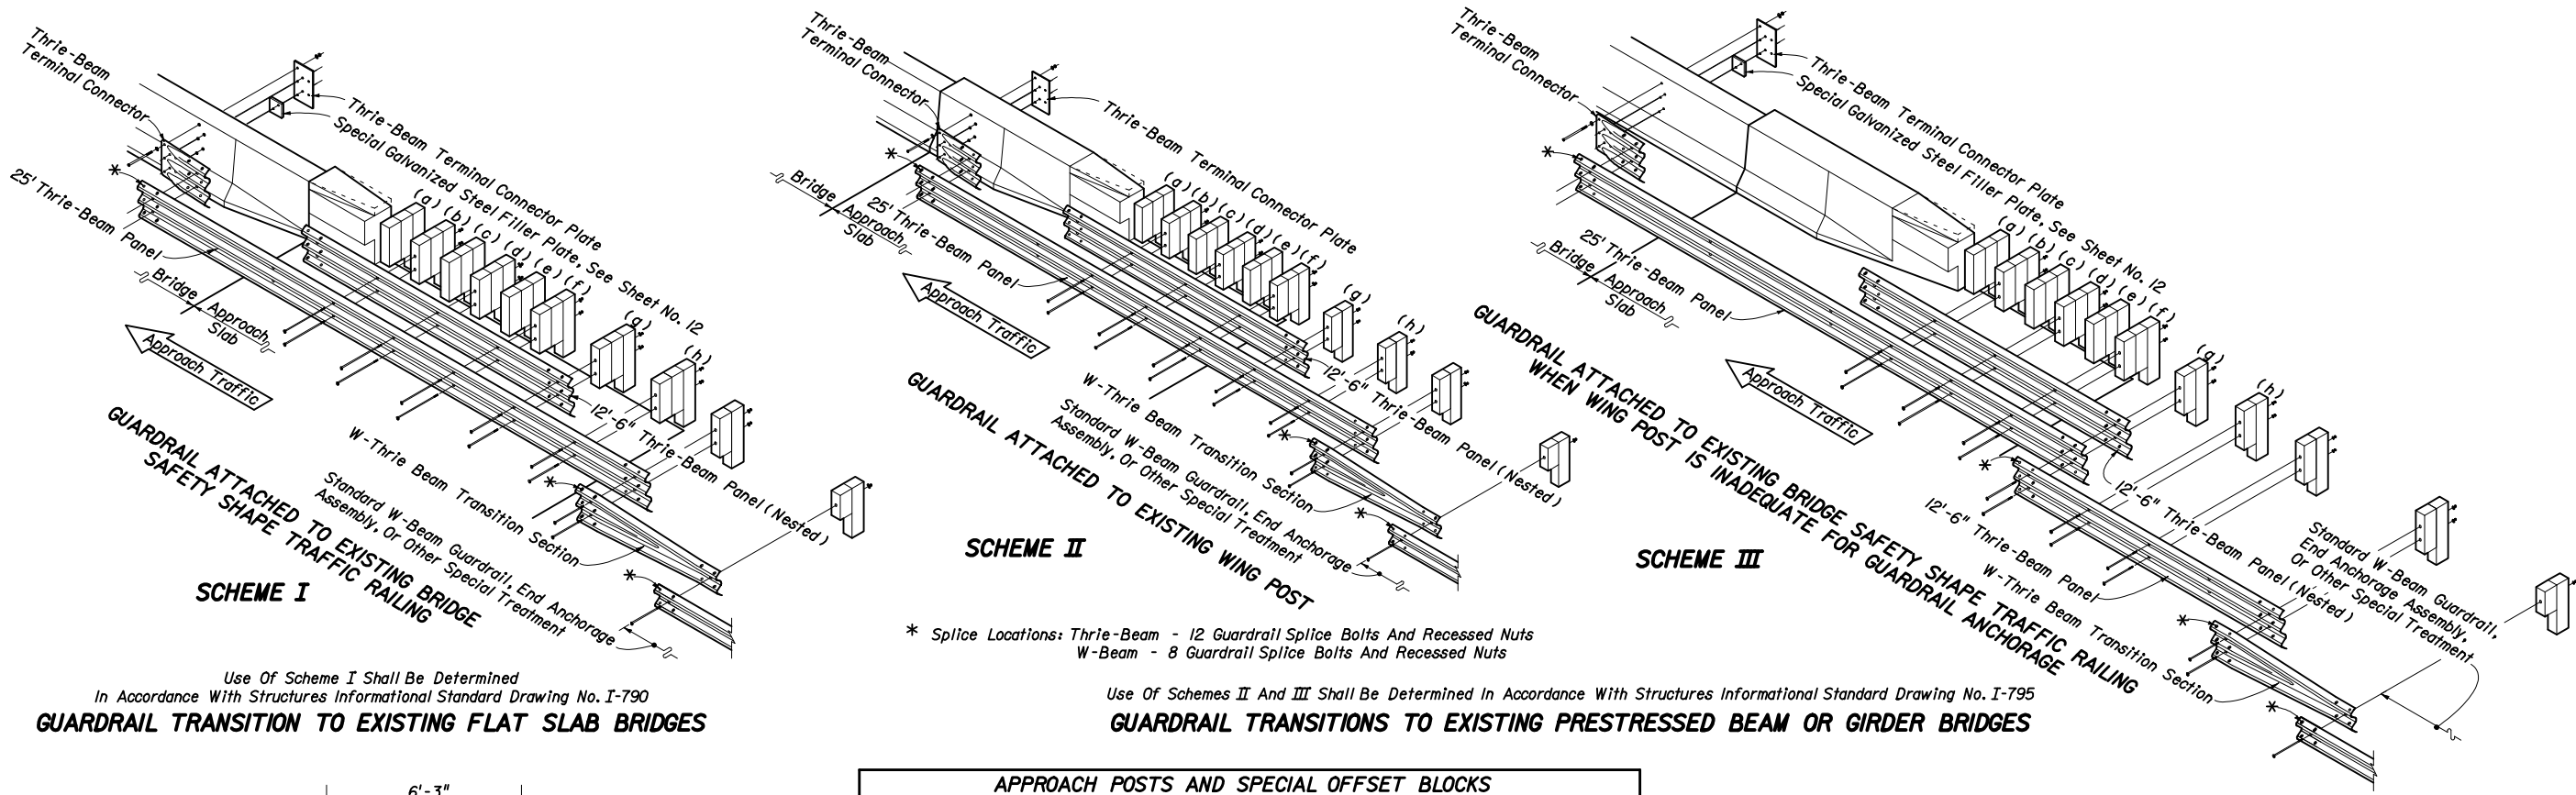 Thrie-Beam
Terminal Connector
25' Thrie-Beam Panel
Bridge Approach
Slab
Approach Traffic
Thrie-Beam Terminal Connector Plate
Special Galvanized Steel Filler Plate, See Sheet No. 12
(a) (b) (c) (d) (e) (f)
(g)
(h)
*
12'-6" Thrie-Beam Panel (Nested)
W-Thrie Beam Transition Section
*
Standard W-Beam Guardrail, End Anchorage
Assembly, Or Other Special Treatment
*
GUARDRAIL ATTACHED TO EXISTING BRIDGE
SAFETY SHAPE TRAFFIC RAILING
SCHEME I
Use Of Scheme I Shall Be Determined
In Accordance With Structures Informational Standard Drawing No. I-790
GUARDRAIL TRANSITION TO EXISTING FLAT SLAB BRIDGES
6'-3"
Thrie-Beam
Terminal Connector
Thrie-Beam Terminal Connector Plate
*
Bridge Approach
Slab
25' Thrie-Beam Panel
Approach Traffic
(a) (b) (c) (d) (e) (f)
(g)
(h)
12'-6" Thrie-Beam Panel (Nested)
W-Thrie Beam Transition Section
*
Standard W-Beam Guardrail, End Anchorage
Assembly, Or Other Special Treatment
*
GUARDRAIL ATTACHED TO EXISTING WING POST
SCHEME II
* Splice Locations: Thrie-Beam - 12 Guardrail Splice Bolts And Recessed Nuts
W-Beam - 8 Guardrail Splice Bolts And Recessed Nuts
Thrie-Beam
Terminal Connector
Thrie-Beam Terminal Connector Plate
Special Galvanized Steel Filler Plate, See Sheet No. 12
*
25' Thrie-Beam Panel
Bridge Approach
Slab
Approach Traffic
(a) (b) (c) (d) (e) (f)
(g)
(h)
12'-6" Thrie-Beam Panel (Nested)
*
12'-6" Thrie-Beam Panel
W-Thrie Beam Transition Section
*
Standard W-Beam Guardrail,
End Anchorage Assembly,
Or Other Special Treatment
*
GUARDRAIL ATTACHED TO EXISTING BRIDGE SAFETY SHAPE TRAFFIC RAILING
WHEN WING POST IS INADEQUATE FOR GUARDRAIL ANCHORAGE
SCHEME III
Use Of Schemes II And III Shall Be Determined In Accordance With Structures Informational Standard Drawing No. I-795
GUARDRAIL TRANSITIONS TO EXISTING PRESTRESSED BEAM OR GIRDER BRIDGES
APPROACH POSTS AND SPECIAL OFFSET BLOCKS